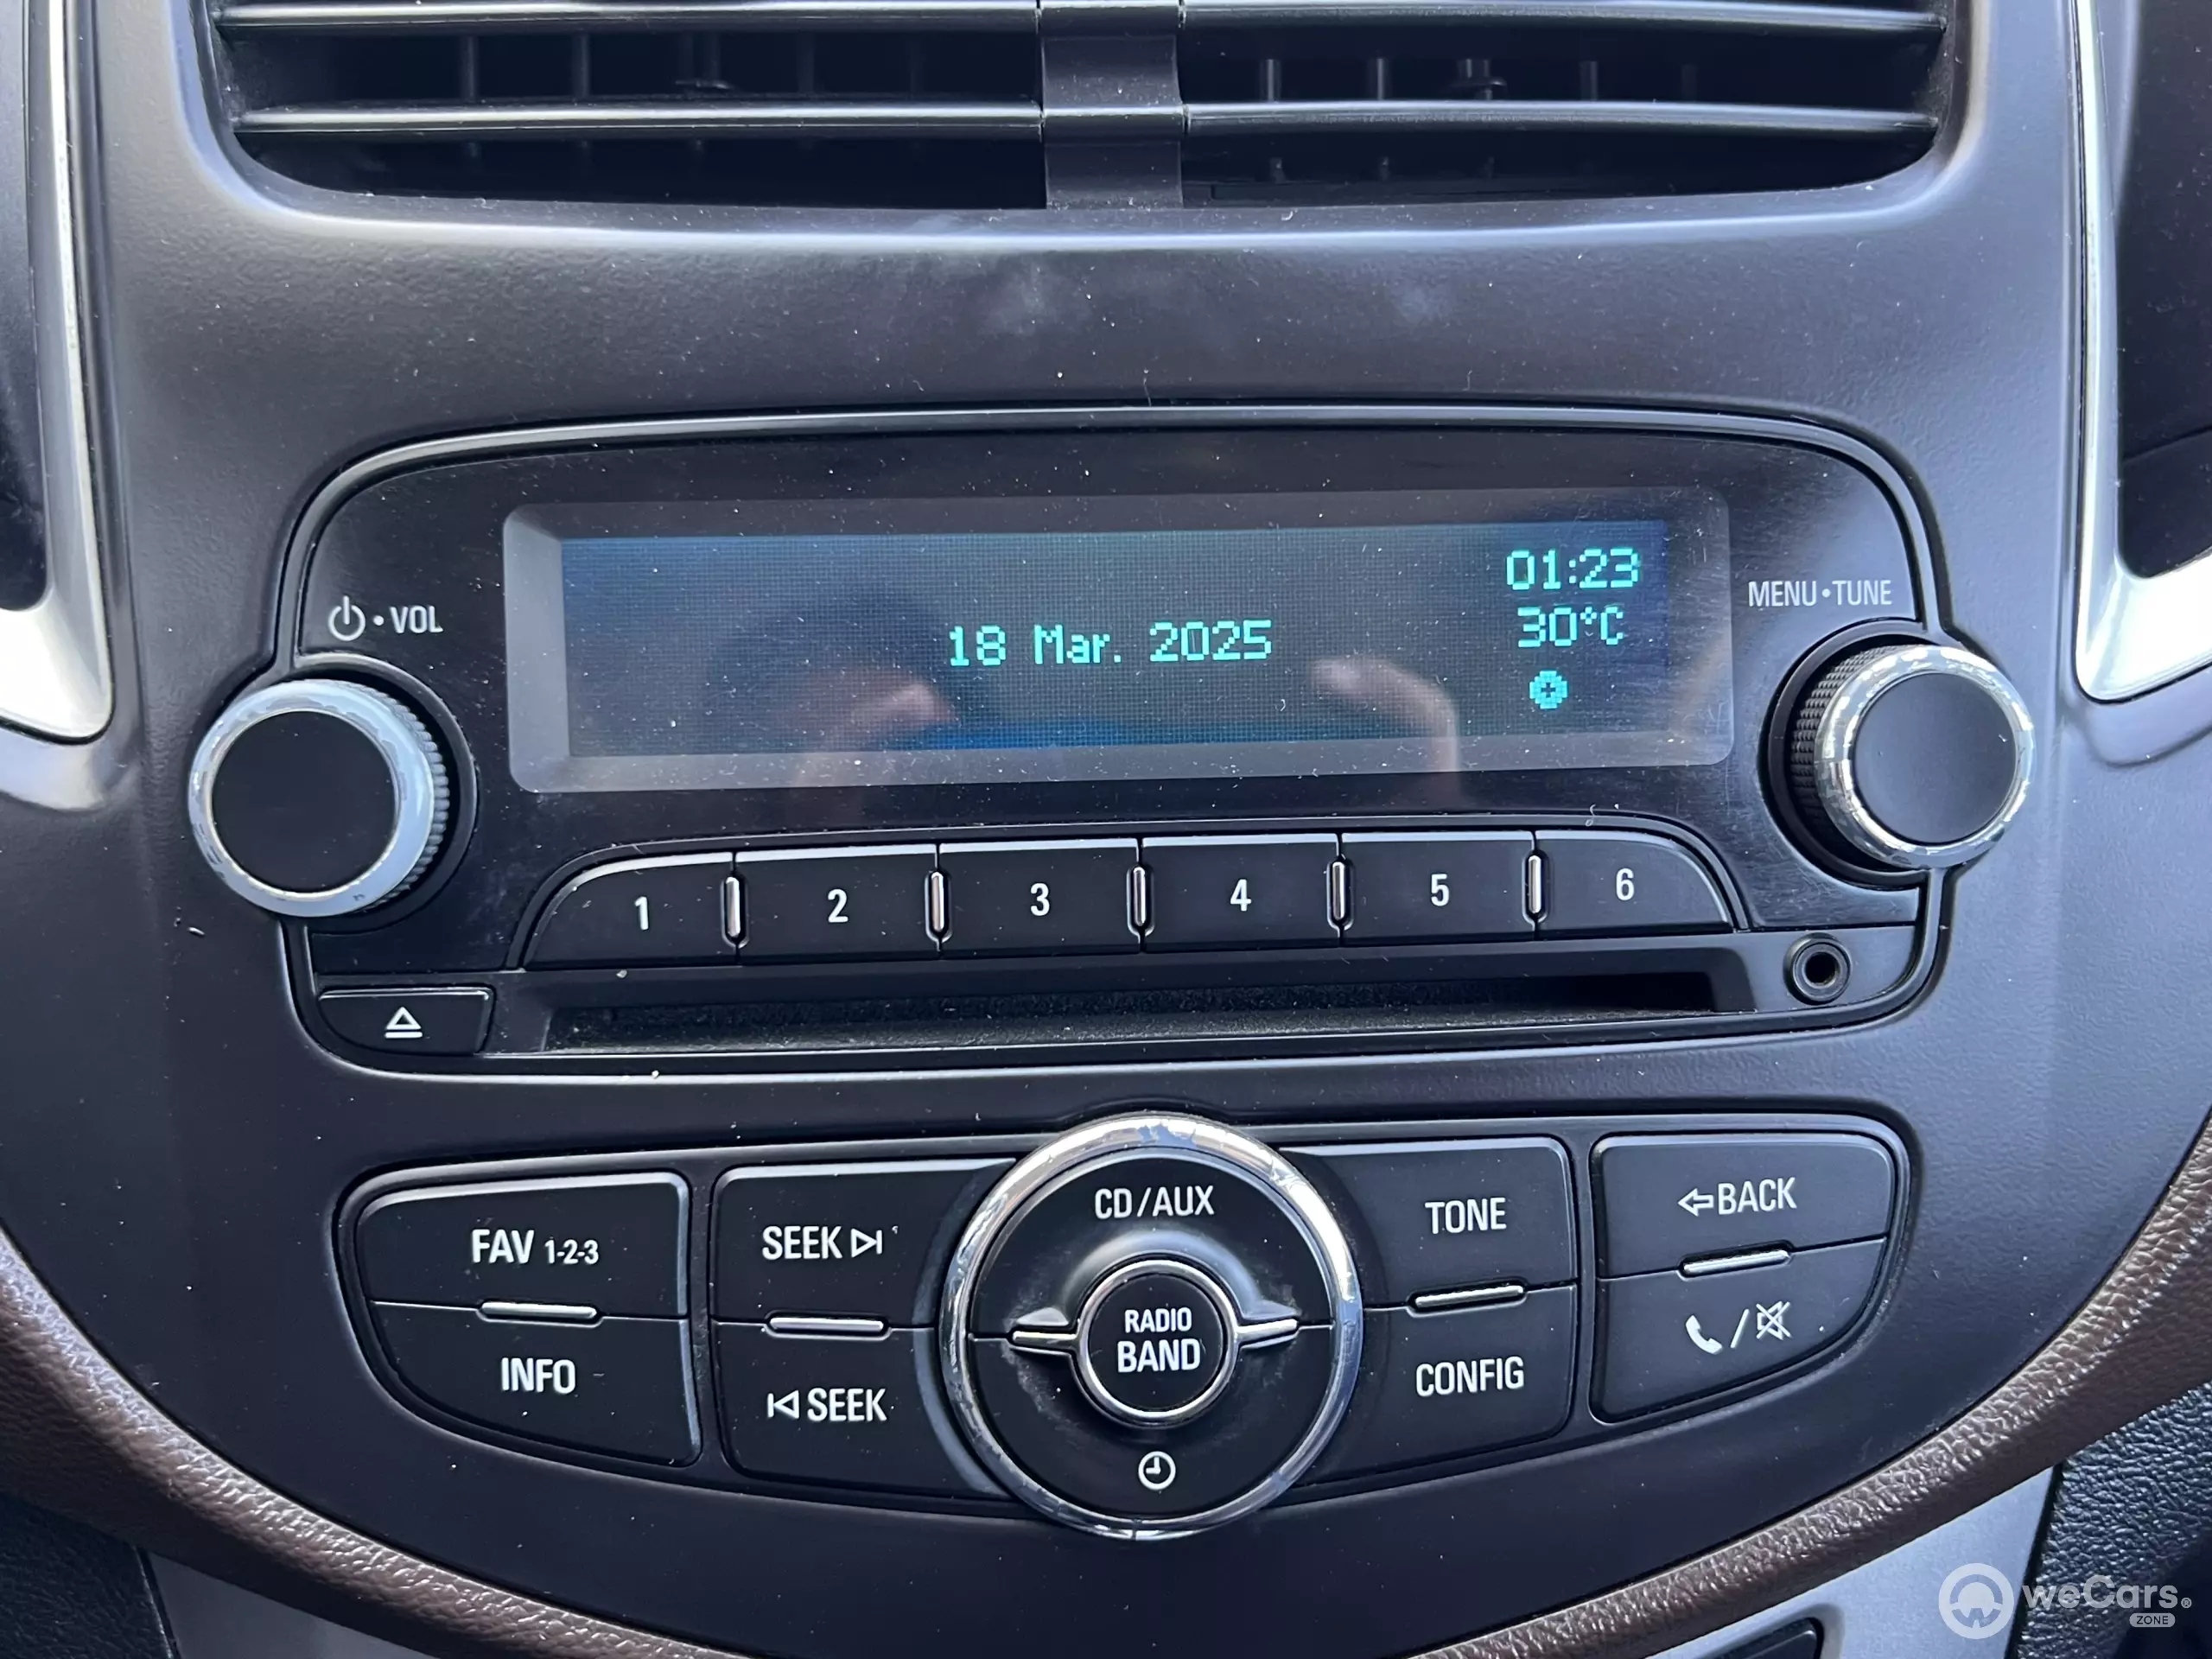 01:23
30°C
18 Mar. 2025
VOL
MENU•TUNE
1 2 3 4 5 6
CD/AUX
FAV 1-2-3
SEEK
TONE
BACK
RADIO
BAND
/
INFO
SEEK
CONFIG
weCars®
ZONE